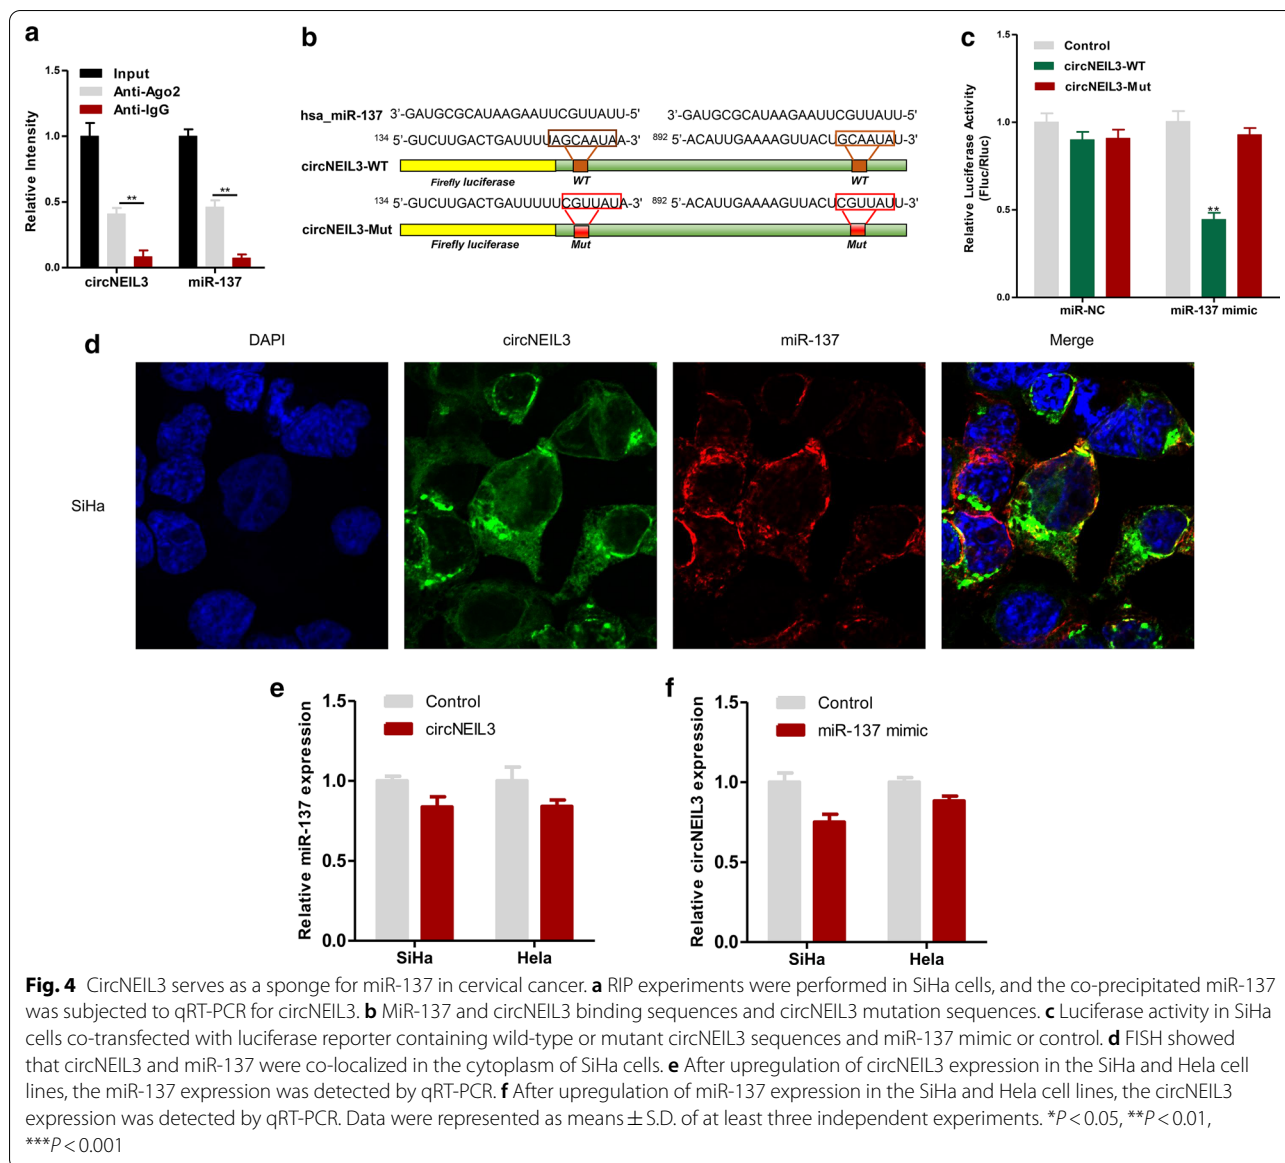 a
Relative Intensity
1.5
1.0
0.5
0.0
Input
Anti-Ago2
Anti-IgG
**
**
circNEIL3
miR-137
b
hsa_miR-137
3'-GAUGCGCAUAAGAAUUCGUUAUU-5'
3'-GAUGCGCAUAAGAAUUCGUUAUU-5'
134 5'-GUCUUGACUGAUUUUAGCAAUAA-3'
892 5'-ACAUUGAAAAGUUACUGCAAUAU-3'
circNEIL3-WT
Firefly luciferase
WT
WT
134 5'-GUCUUGACUGAUUUUUCGUUAUA-3'
892 5'-ACAUUGAAAAGUUACUCGUUAUU-3'
circNEIL3-Mut
Firefly luciferase
Mut
Mut
c
Relative Luciferase Activity
(Fluc/Rluc)
1.5
1.0
0.5
0.0
Control
circNEIL3-WT
circNEIL3-Mut
**
miR-NC
miR-137 mimic
d
DAPI
circNEIL3
miR-137
Merge
SiHa
e
Relative miR-137 expression
1.5
1.0
0.5
0.0
Control
circNEIL3
SiHa
Hela
f
Relative circNEIL3 expression
1.5
1.0
0.5
0.0
Control
miR-137 mimic
SiHa
Hela
Fig. 4 CircNEIL3 serves as a sponge for miR-137 in cervical cancer. a RIP experiments were performed in SiHa cells, and the co-precipitated miR-137
was subjected to qRT-PCR for circNEIL3. b MiR-137 and circNEIL3 binding sequences and circNEIL3 mutation sequences. c Luciferase activity in SiHa
cells co-transfected with luciferase reporter containing wild-type or mutant circNEIL3 sequences and miR-137 mimic or control. d FISH showed
that circNEIL3 and miR-137 were co-localized in the cytoplasm of SiHa cells. e After upregulation of circNEIL3 expression in the SiHa and Hela cell
lines, the miR-137 expression was detected by qRT-PCR. f After upregulation of miR-137 expression in the SiHa and Hela cell lines, the circNEIL3
expression was detected by qRT-PCR. Data were represented as means ± S.D. of at least three independent experiments. *P < 0.05, **P < 0.01,
***P < 0.001